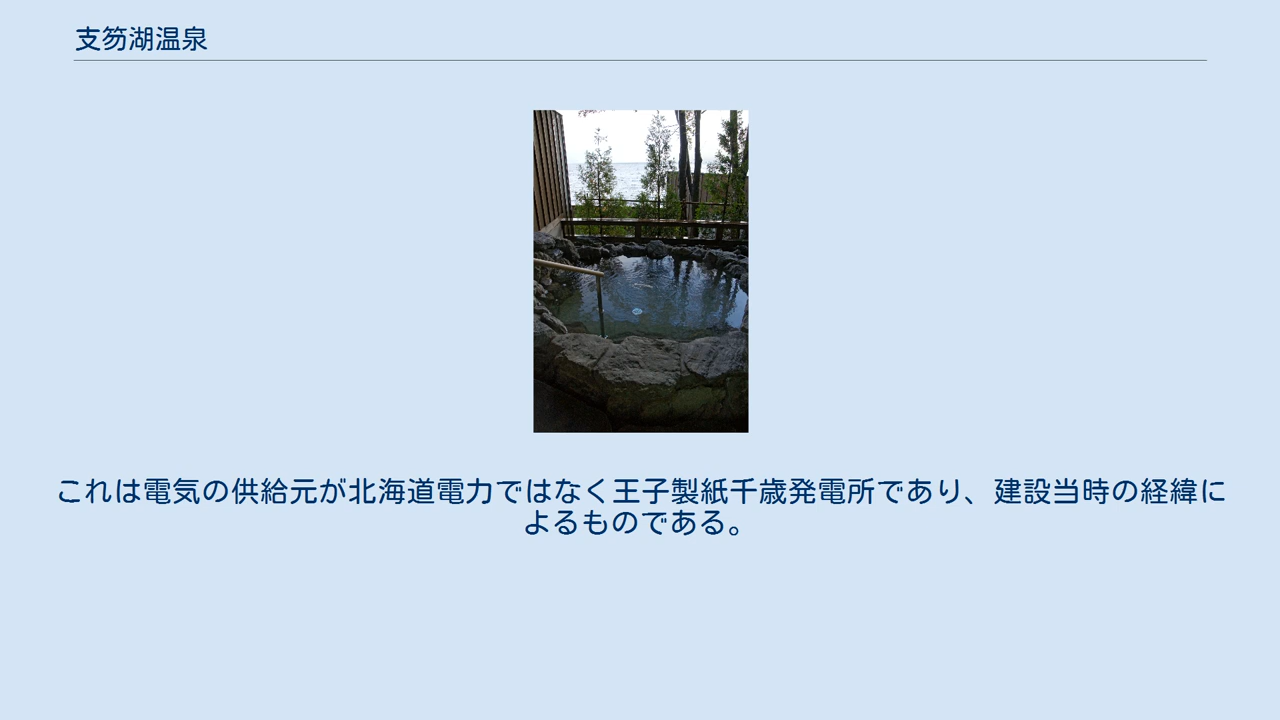 支笏湖温泉
これは電気の供給元が北海道電力ではなく王子製紙千歳発電所であり、建設当時の経緯に
よるものである。